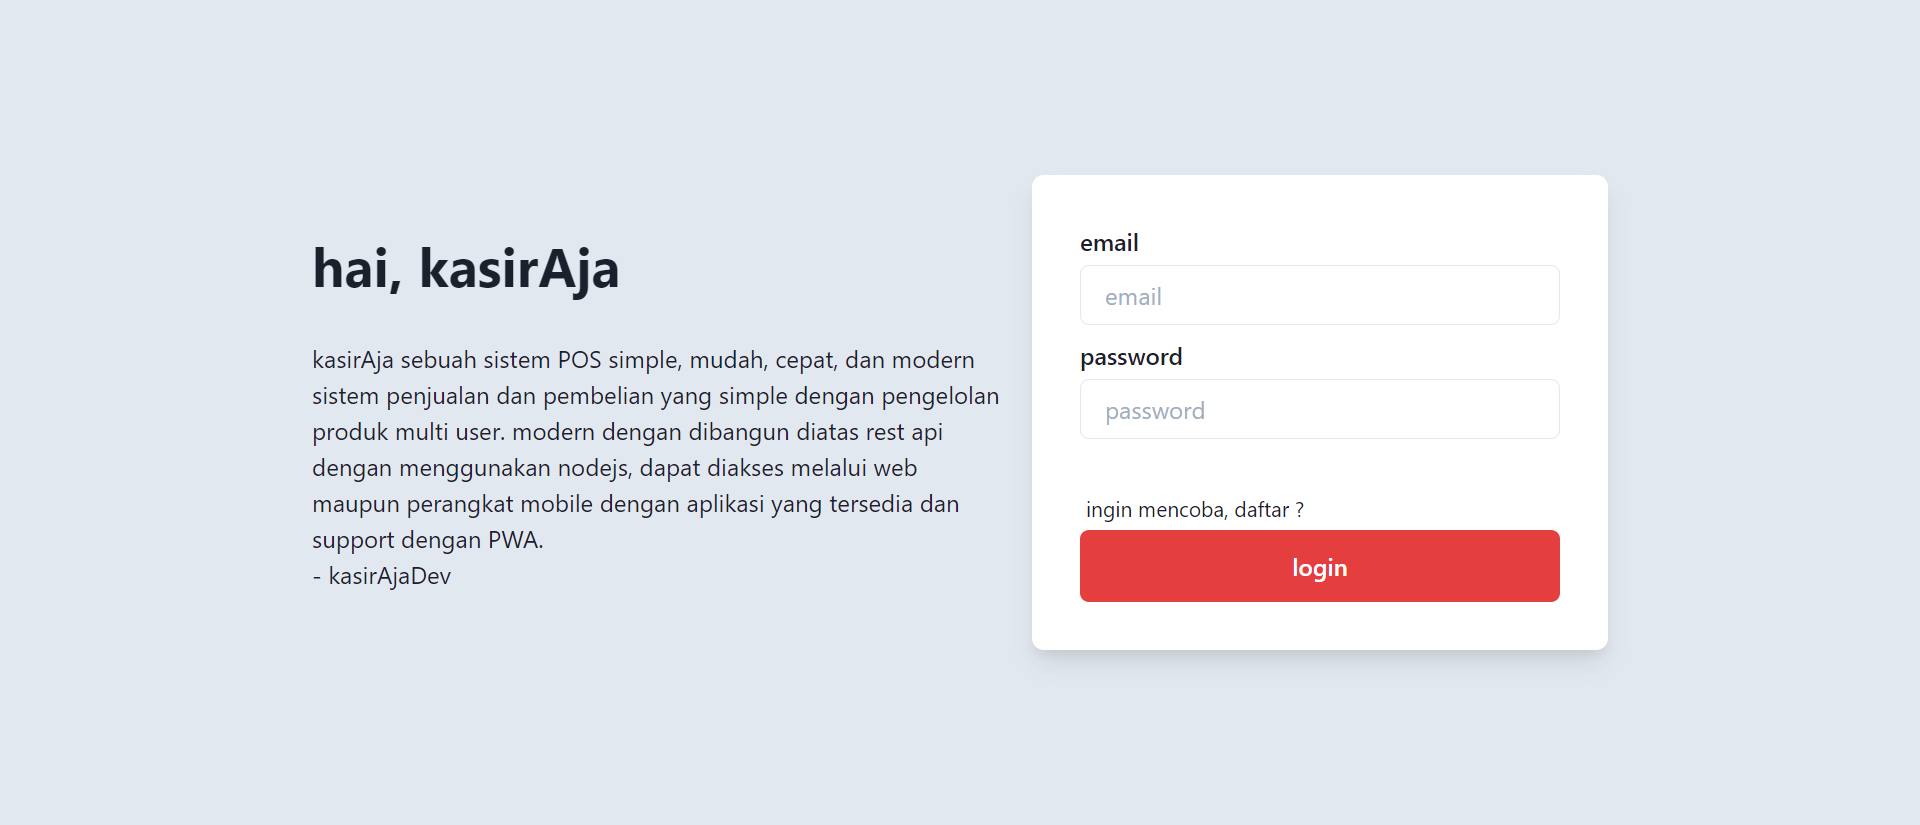 hai, kasirAja
kasirAja sebuah sistem POS simple, mudah, cepat, dan modern
sistem penjualan dan pembelian yang simple dengan pengelolan
produk multi user. modern dengan dibangun diatas rest api
dengan menggunakan nodejs, dapat diakses melalui web
maupun perangkat mobile dengan aplikasi yang tersedia dan
support dengan PWA.
- kasirAjaDev
email
email
password
password
ingin mencoba, daftar ?
login